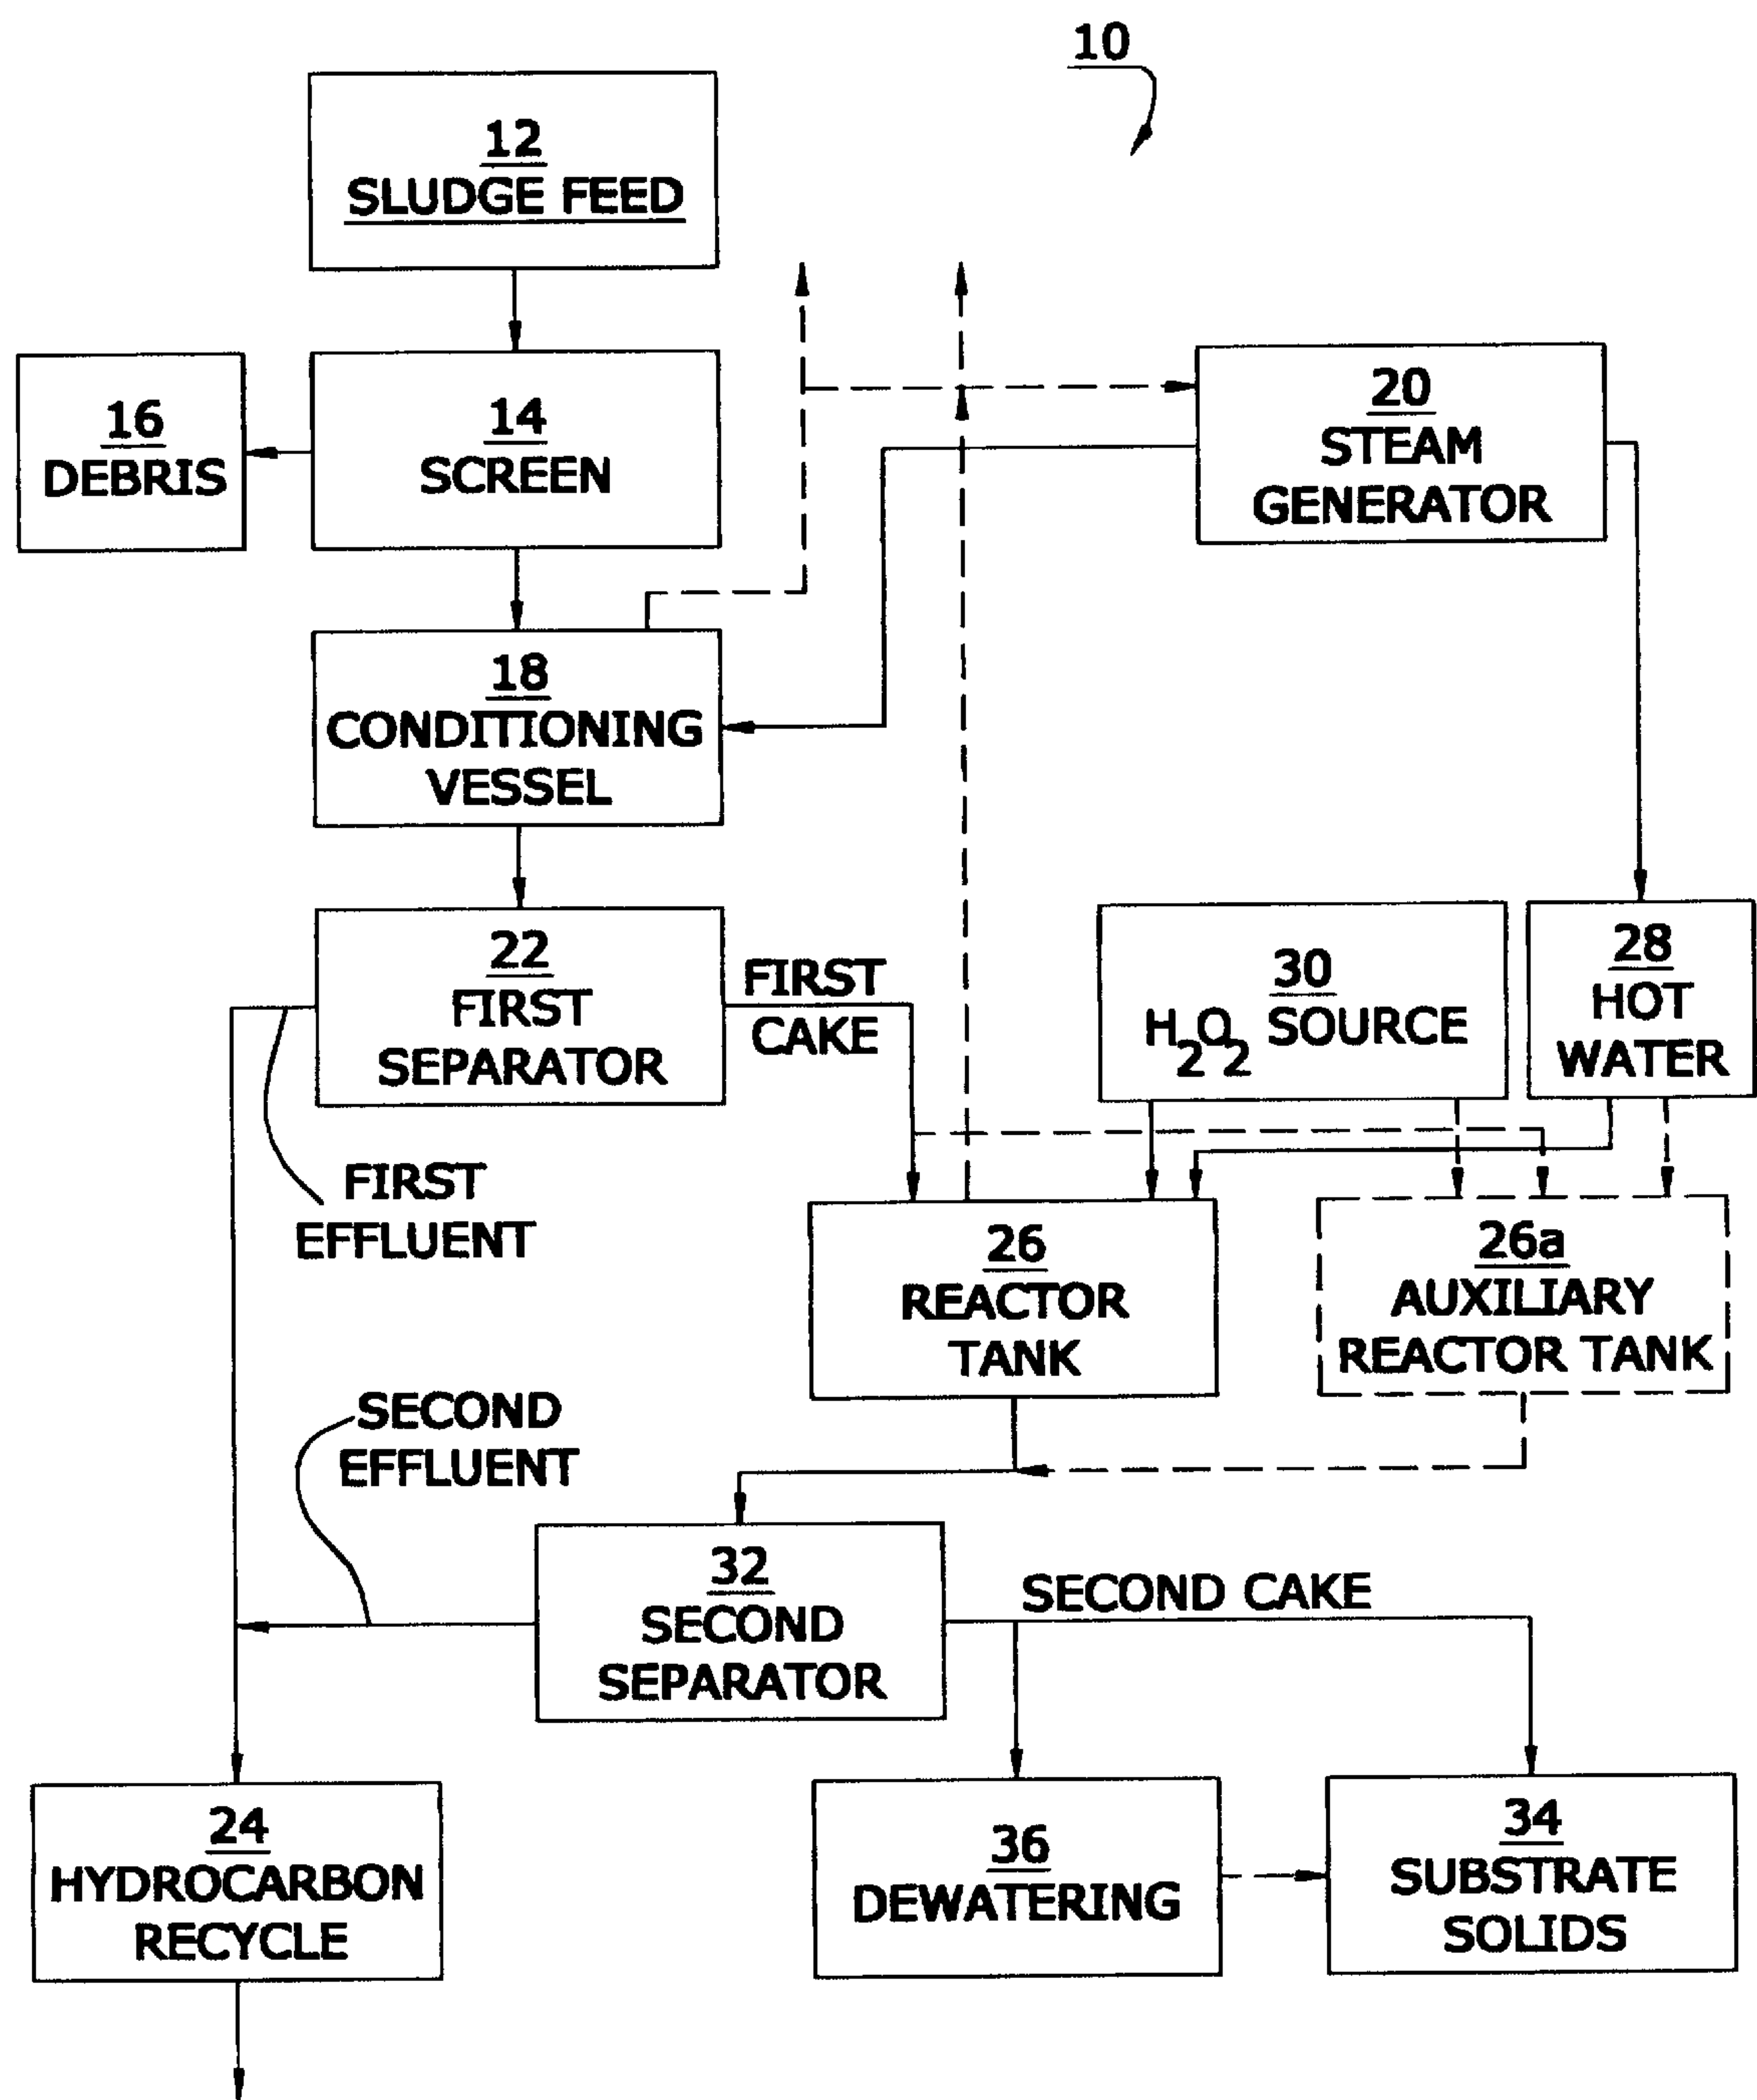 10
12
SLUDGE FEED
16
DEBRIS
14
SCREEN
20
STEAM
GENERATOR
18
CONDITIONING
VESSEL
22
FIRST
SEPARATOR
FIRST
CAKE
30
H2O2 SOURCE
28
HOT
WATER
FIRST
EFFLUENT
26
REACTOR
TANK
26a
AUXILIARY
REACTOR TANK
SECOND
EFFLUENT
32
SECOND
SEPARATOR
SECOND CAKE
24
HYDROCARBON
RECYCLE
36
DEWATERING
34
SUBSTRATE
SOLIDS